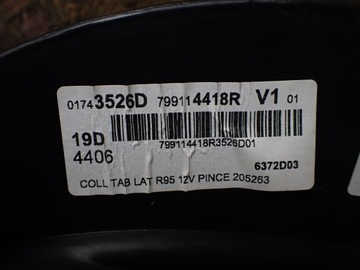 01743526D 799114418R V1 01
19D
799114418R3526D01
4406
6372D03
COLL TAB LAT R95 12V PINCE 205263